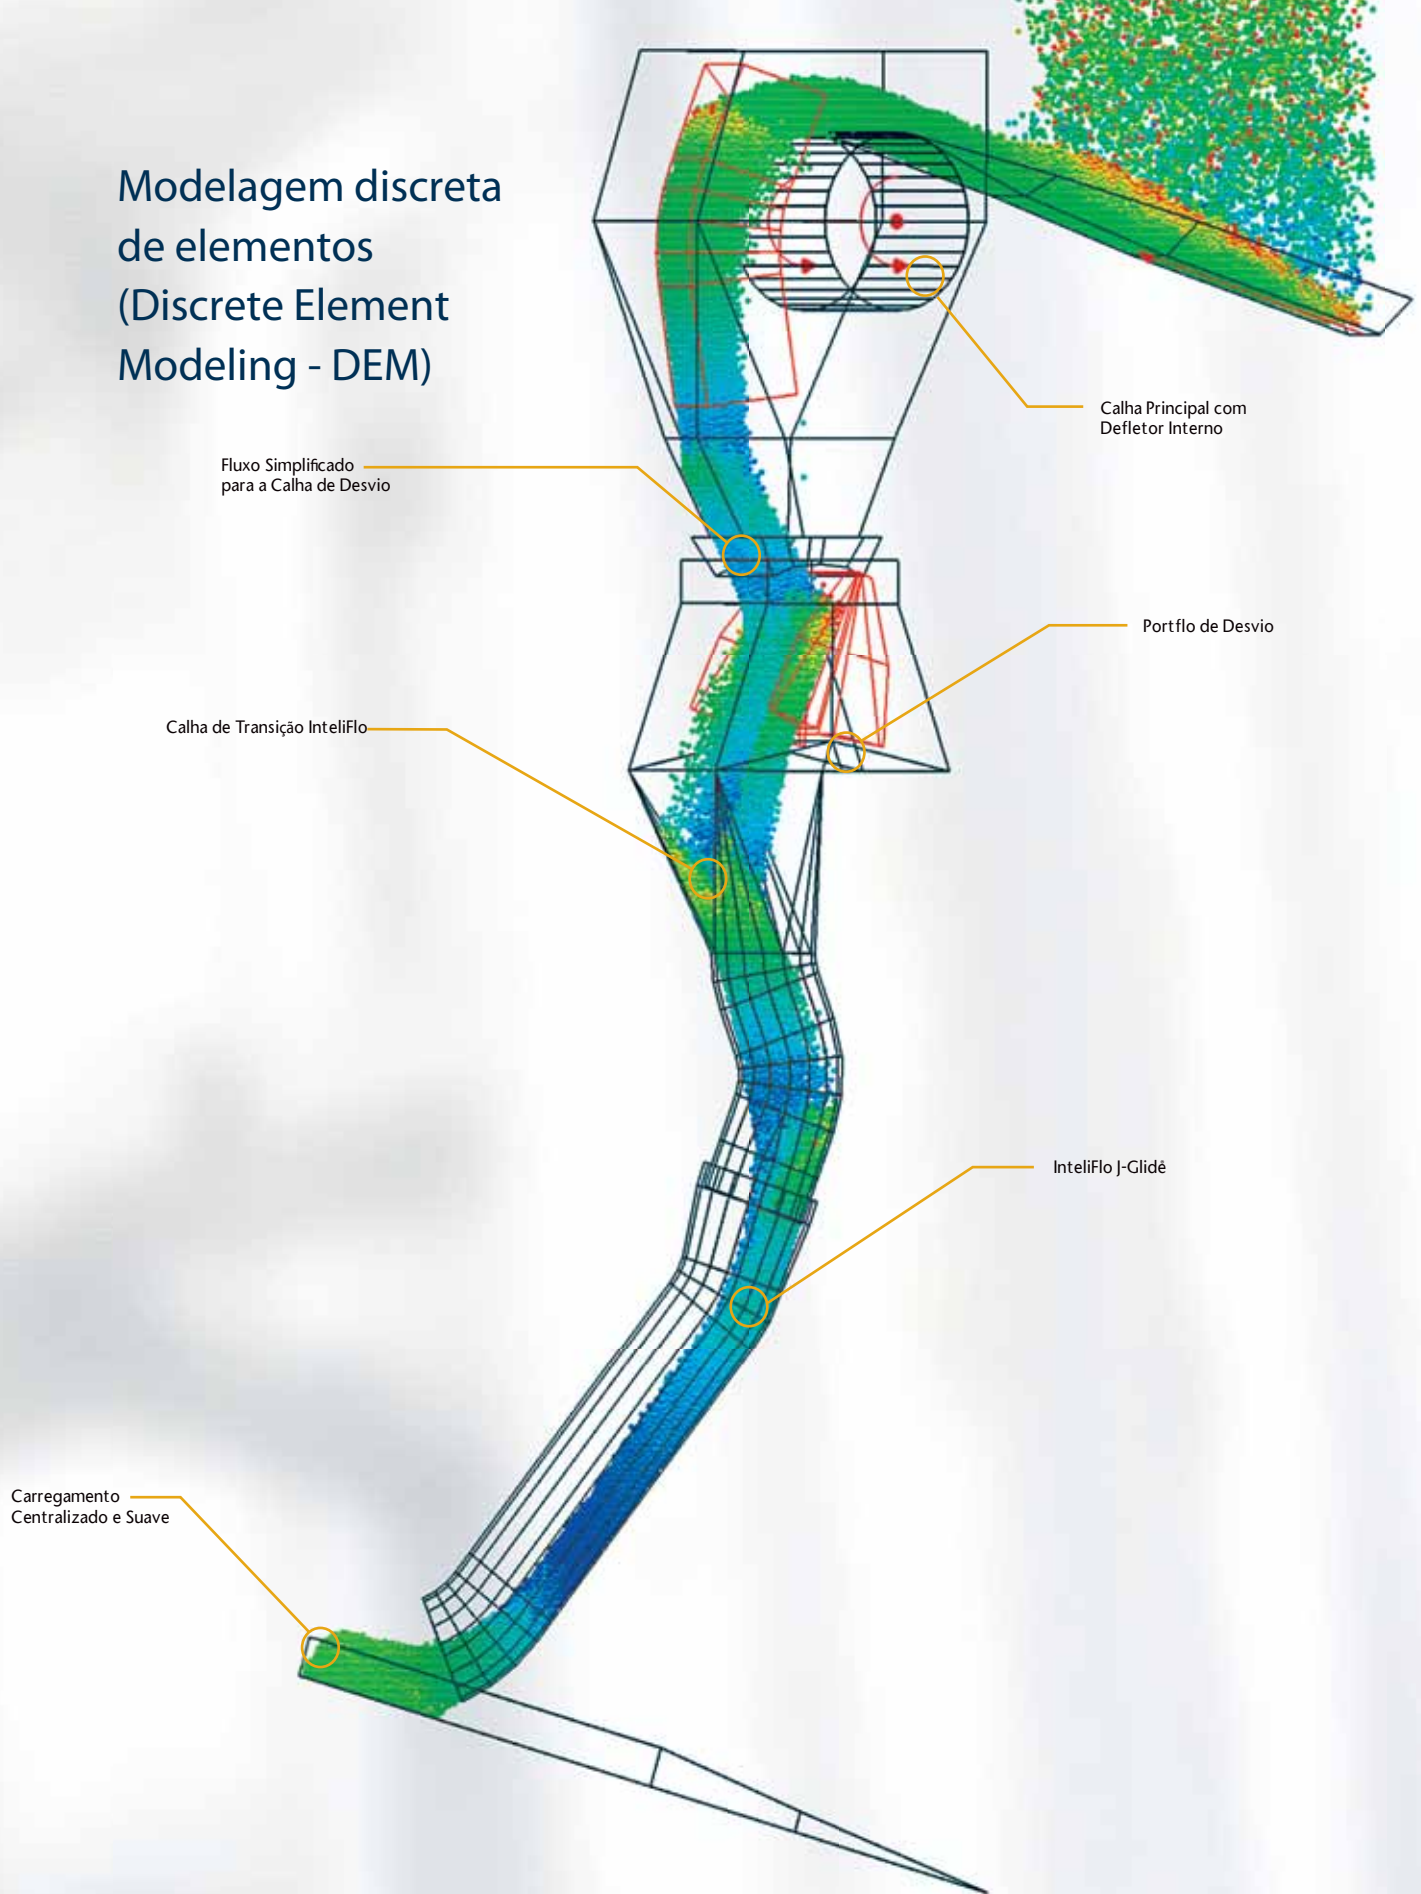 Modelagem discreta
de elementos
(Discrete Element
Modeling - DEM)
Calha Principal com
Defletor Interno
Fluxo Simplificado
para a Calha de Desvio
Portflo de Desvio
Calha de Transição InteliFlo
InteliFlo J-Glidê
Carregamento
Centralizado e Suave